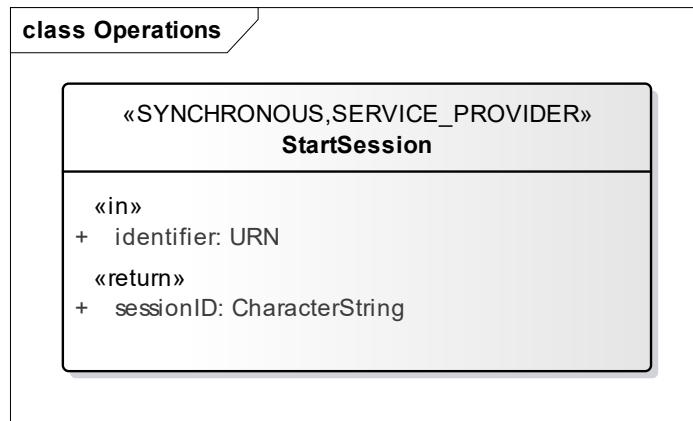 class Operations
«SYNCHRONOUS,SERVICE_PROVIDER»
StartSession
«in»
+ identifier: URN
«return»
+ sessionID: CharacterString